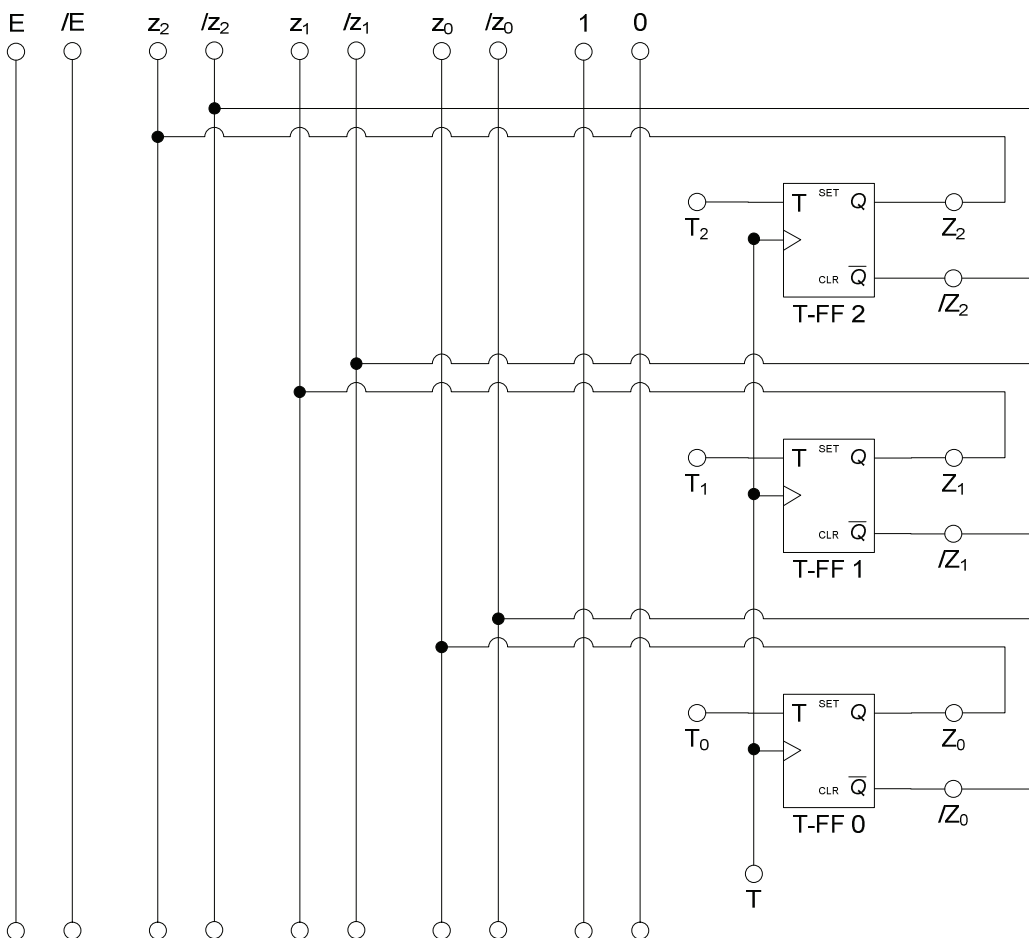 E /E z₂ /z₂ z₁ /z₁ z₀ /z₀ 1 0
T SET Q
T₂ Z₂
CLR Q̅
T-FF 2 /Z₂
T SET Q
T₁ Z₁
CLR Q̅
T-FF 1 /Z₁
T SET Q
T₀ Z₀
CLR Q̅
T-FF 0 /Z₀
T